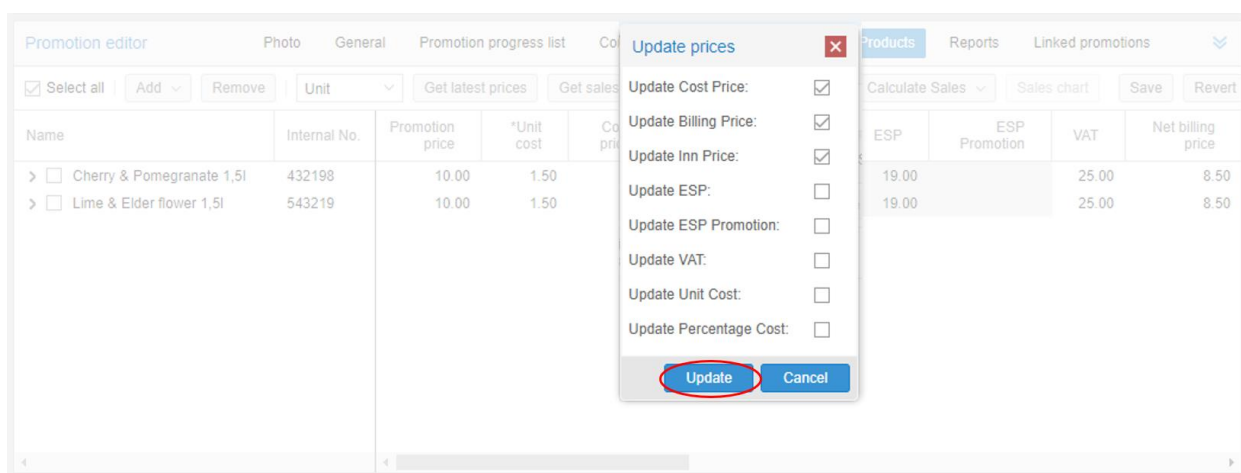 Promotion editor Photo General Promotion progress list Products Reports Linked promotions
Select all Add Remove Unit Get latest prices Get sales Calculate Sales Sales chart Save Revert
Name Internal No. Promotion price *Unit cost ESP ESP Promotion VAT Net billing price
Cherry & Pomegranate 1,5l 432198 10.00 1.50 19.00 25.00 8.50
Lime & Elder flower 1,5l 543219 10.00 1.50 19.00 25.00 8.50
Update prices
Update Cost Price:
Update Billing Price:
Update Inn Price:
Update ESP:
Update ESP Promotion:
Update VAT:
Update Unit Cost:
Update Percentage Cost:
Update Cancel